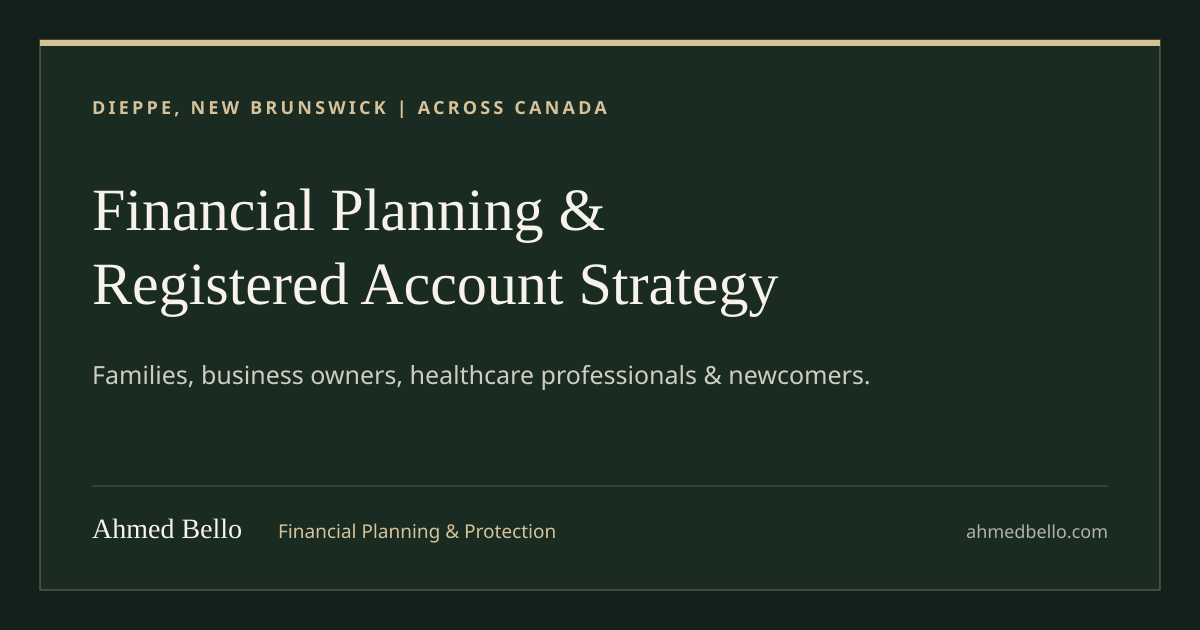 DIEPPE, NEW BRUNSWICK | ACROSS CANADA
Financial Planning &
Registered Account Strategy
Families, business owners, healthcare professionals & newcomers.
Ahmed Bello Financial Planning & Protection ahmedbello.com